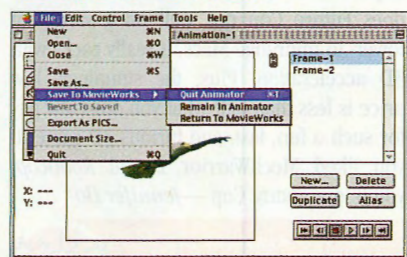 File Edit Control Frame Tools Help
New ⌘N
Open... ⌘O
Close ⌘W
Save ⌘S
Save As...
Save To MovieWorks
Revert To Saved
Export As PICS...
Document Size...
Quit ⌘Q
Quit Animator ⌘T
Remain in Animator
Return To MovieWorks
Animation-1
Frame-1
Frame-2
New... Delete
Duplicate Alias
X: ---
Y: ---